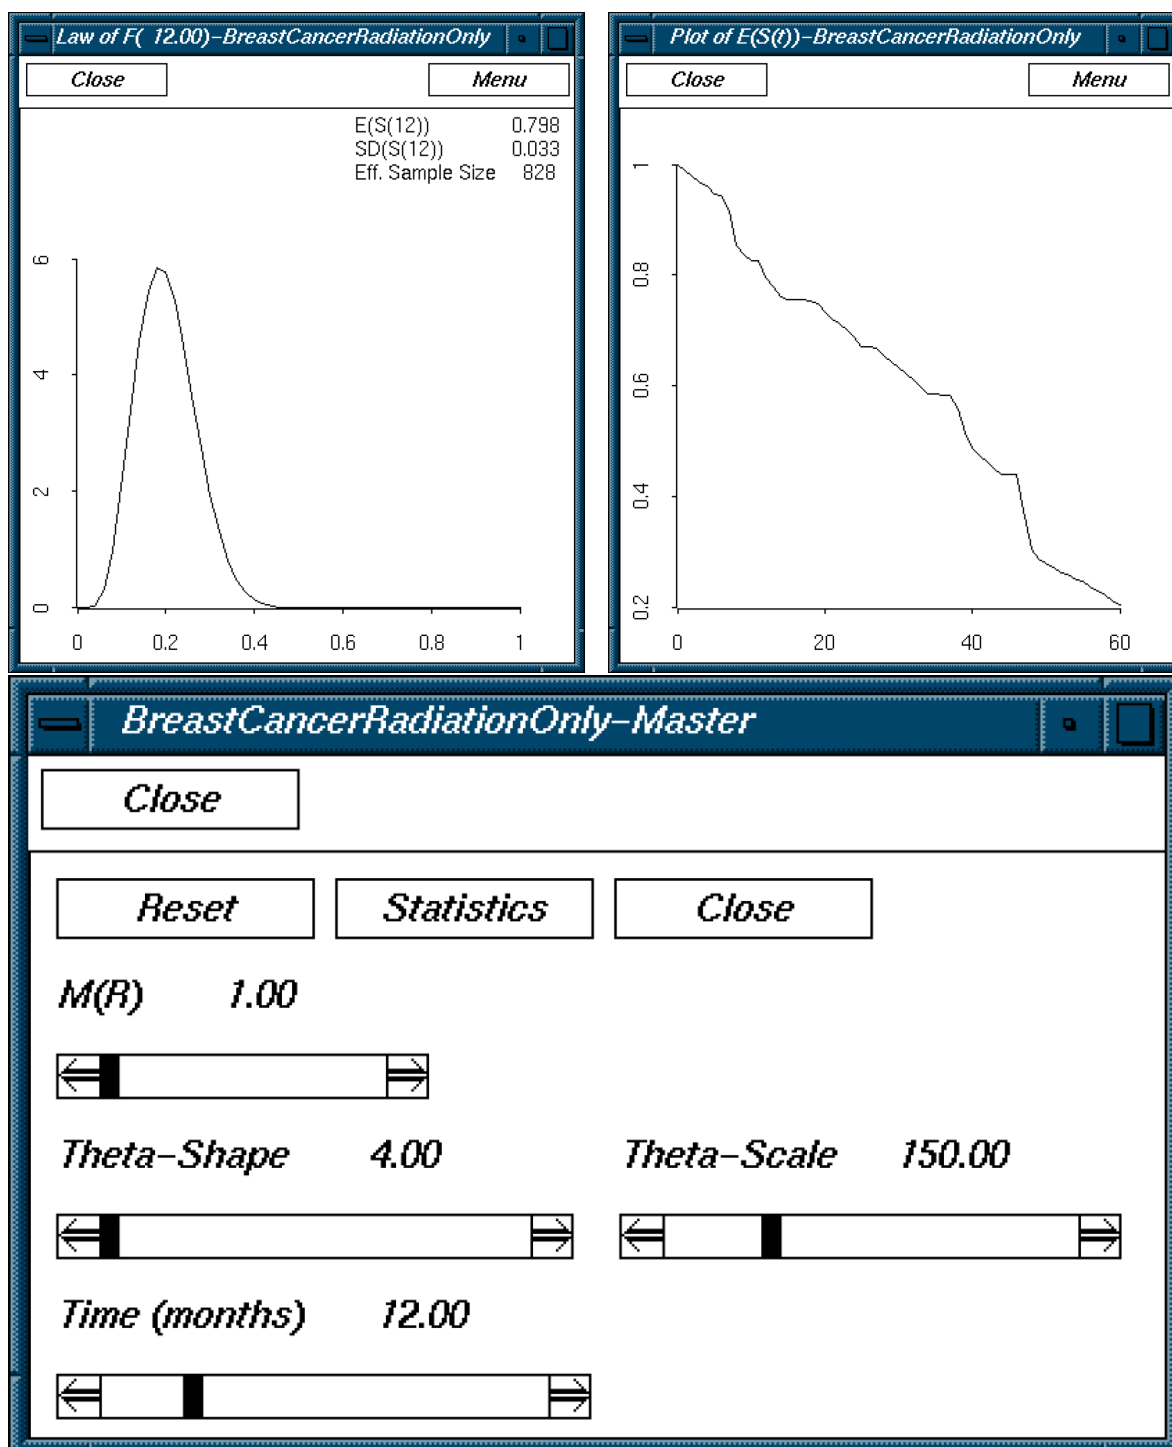 Law of F( 12.00)-BreastCancerRadiationOnly
Close Menu
E(S(12)) 0.798
SD(S(12)) 0.033
Eff. Sample Size 828
6
4
2
0
0 0.2 0.4 0.6 0.8 1
Plot of E(S(t))-BreastCancerRadiationOnly
Close Menu
1
0.8
0.6
0.4
0.2
0 20 40 60
BreastCancerRadiationOnly-Master
Close
Reset Statistics Close
M(R) 1.00
Theta-Shape 4.00 Theta-Scale 150.00
Time (months) 12.00